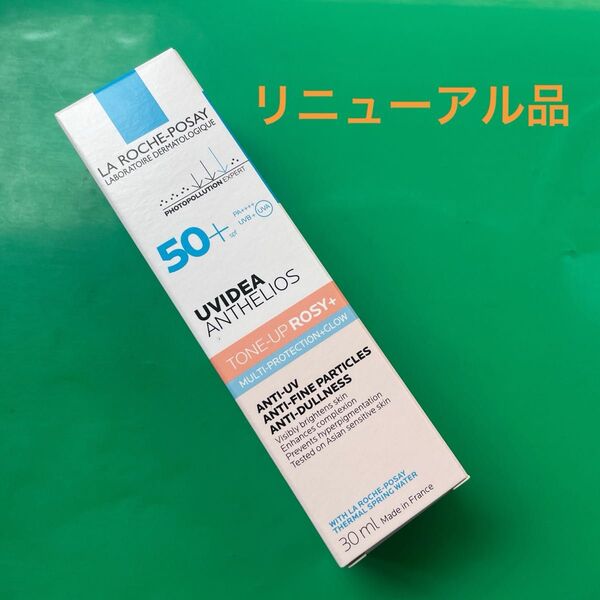 リニューアル品
LA ROCHE-POSAY
LABORATOIRE DERMATOLOGIQUE
PHOTOPOLLUTION EXPERT
50+
spf
PA++++
UVB + UVA
UVIDEA
ANTHELIOS
TONE-UP ROSY+
MULTI-PROTECTION+GLOW
ANTI-UV
ANTI-FINE PARTICLES
ANTI-DULLNESS
Visibly brightens skin
Enhances complexion
Prevents hyperpigmentation
Tested on Asian sensitive skin
WITH LA ROCHE-POSAY
THERMAL SPRING WATER
30 ml Made in France